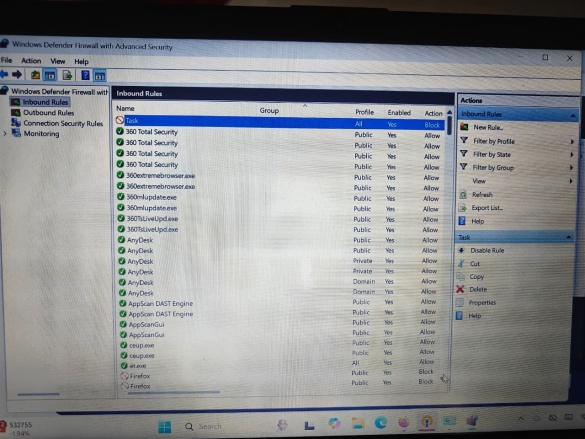 Windows Defender Firewall with Advanced Security
File Action View Help
Windows Defender Firewall with
Inbound Rules
Outbound Rules
Connection Security Rules
Monitoring
Inbound Rules
Name Group Profile Enabled Action
Task All Yes Block
360 Total Security Public Yes Allow
360 Total Security Public Yes Allow
360 Total Security Public Yes Allow
360 Total Security Public Yes Allow
360extremebrowser.exe Public Yes Allow
360extremebrowser.exe Public Yes Allow
360mlupdate.exe Public Yes Allow
360mlupdate.exe Public Yes Allow
360TsLiveUpd.exe Public Yes Allow
360TsLiveUpd.exe Public Yes Allow
AnyDesk Public Yes Allow
AnyDesk Public Yes Allow
AnyDesk Private Yes Allow
AnyDesk Private Yes Allow
AnyDesk Domain Yes Allow
AnyDesk Domain Yes Allow
AppScan DAST Engine Public Yes Allow
AppScan DAST Engine Public Yes Allow
AppScanGui Public Yes Allow
AppScanGui Public Yes Allow
ceup.exe Public Yes Allow
ceup.exe Public Yes Allow
All Yes Allow
Firefox Public Yes Block
Firefox Public Yes Block
Actions
Inbound Rules
New Rule...
Filter by Profile
Filter by State
Filter by Group
View
Refresh
Export List...
Help
Task
Disable Rule
Cut
Copy
Delete
Properties
Help
532755
-1.94%
Search